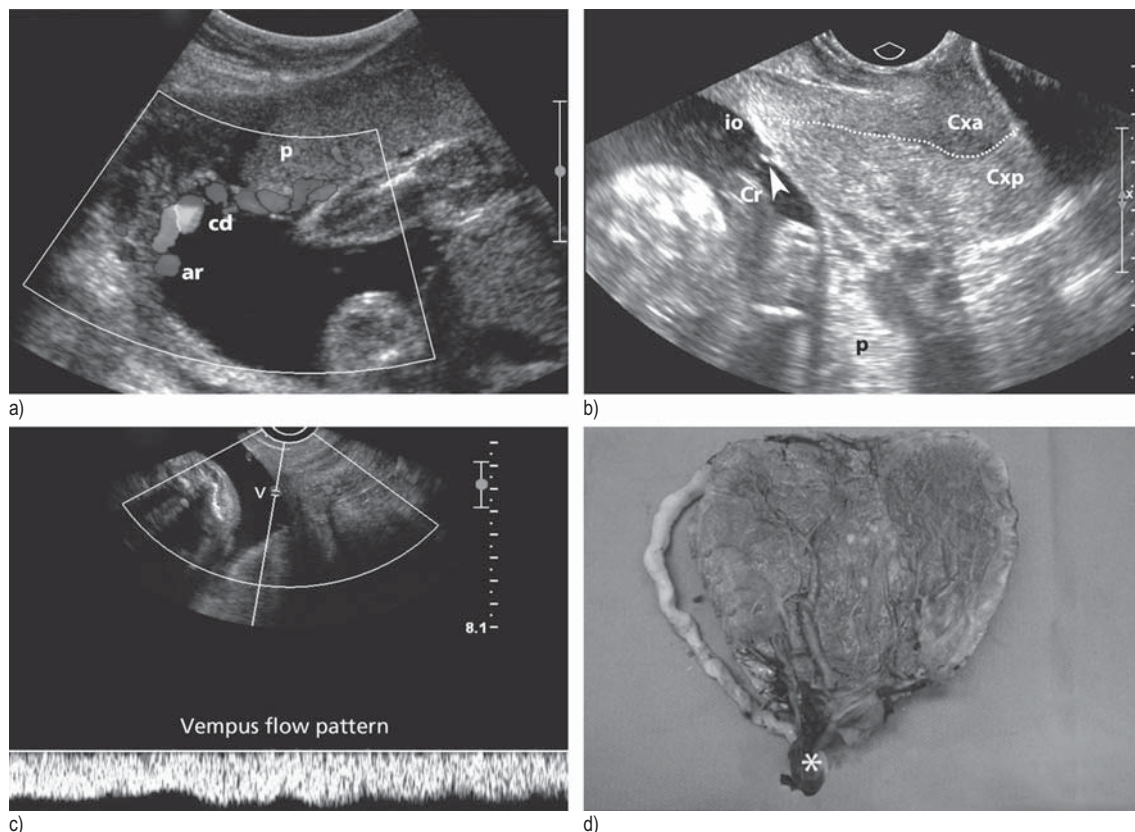 p
cd
ar
a)
io
Cxa
Cr
Cxp
x
p
b)
V
8.1
Vempus flow pattern
c)
*
d)